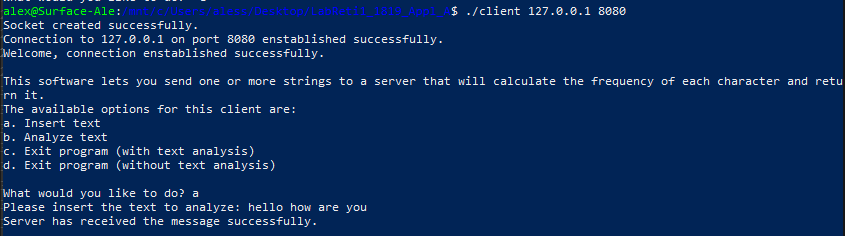 alex@Surface-Ale: $ ./client 127.0.0.1 8080
Socket created successfully.
Connection to 127.0.0.1 on port 8080 enstablished successfully.
Welcome, connection enstablished successfully.
This software lets you send one or more strings to a server that will calculate the frequency of each character and retu
rn it.
The available options for this client are:
a. Insert text
b. Analyze text
c. Exit program (with text analysis)
d. Exit program (without text analysis)
What would you like to do? a
Please insert the text to analyze: hello how are you
Server has received the message successfully.